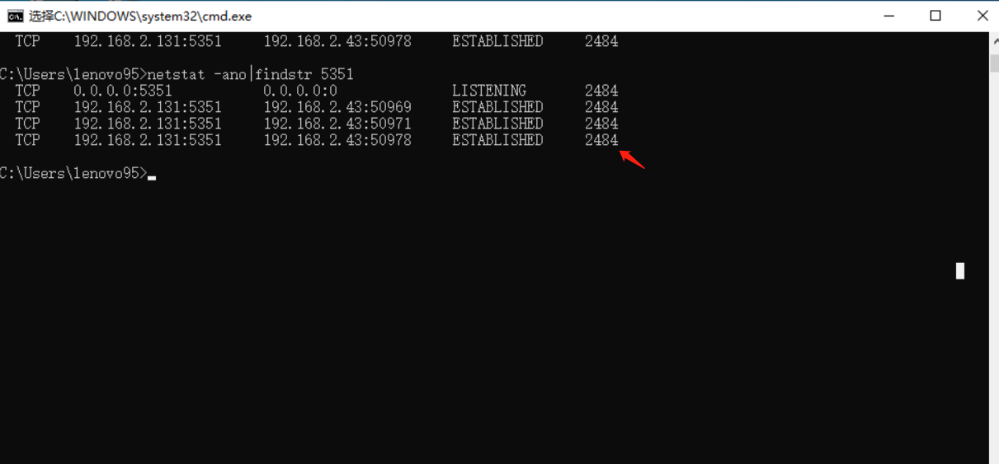 选择C:\WINDOWS\system32\cmd.exe
TCP 192.168.2.131:5351 192.168.2.43:50978 ESTABLISHED 2484
C:\Users\lenovo95>netstat -ano|findstr 5351
TCP 0.0.0.0:5351 0.0.0.0:0 LISTENING 2484
TCP 192.168.2.131:5351 192.168.2.43:50969 ESTABLISHED 2484
TCP 192.168.2.131:5351 192.168.2.43:50971 ESTABLISHED 2484
TCP 192.168.2.131:5351 192.168.2.43:50978 ESTABLISHED 2484
C:\Users\lenovo95>